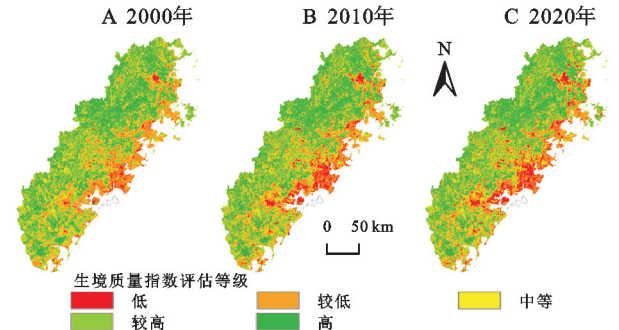 A 2000年 B 2010年 C 2020年
N
0 50 km
生境质量指数评估等级
低 较低 中等
较高 高